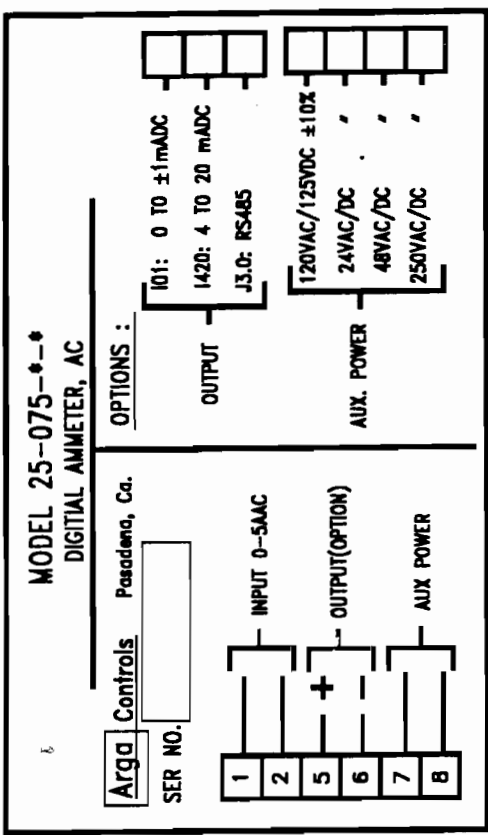 MODEL 25-075-*-*
DIGITIAL AMMETER, AC
Arga Controls Pasadena, Ca.
SER NO.
1
2
5 +
6 -
7
8
INPUT 0-5AAC
OUTPUT(OPTION)
AUX POWER
OPTIONS :
OUTPUT
I01: 0 TO ±1mADC
I420: 4 TO 20 mADC
J3.0: RS485
AUX. POWER
120VAC/125VDC ±10%
24VAC/DC "
48VAC/DC "
250VAC/DC "